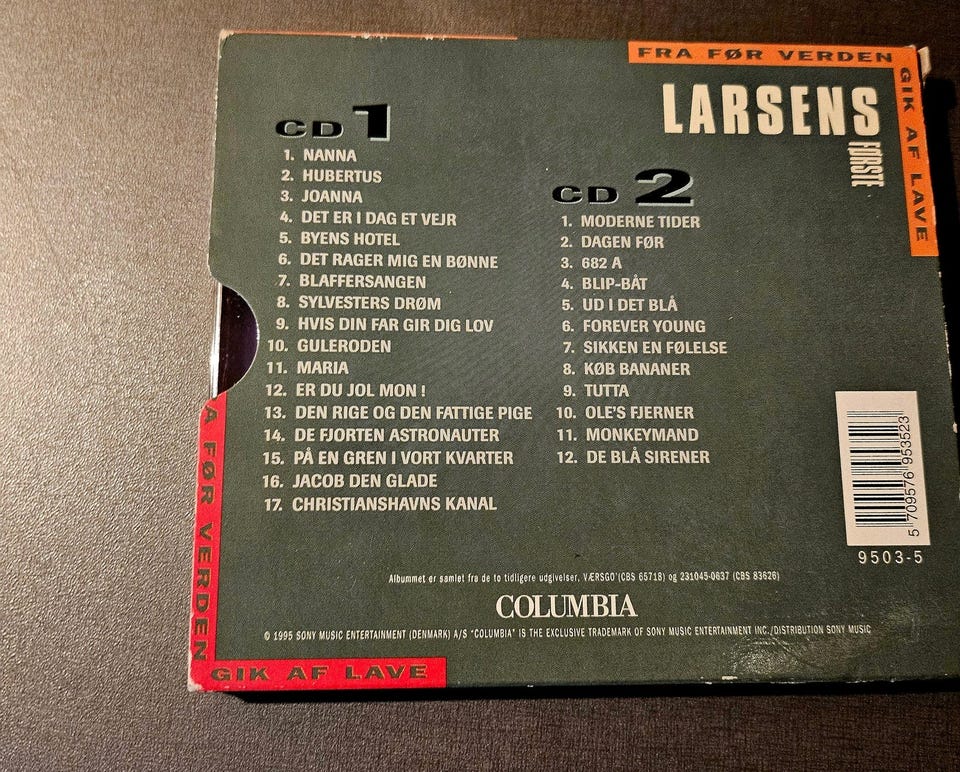 FRA FØR VERDEN
GIK AF LAVE
LARSENS
FØRSTE
CD 1
1. NANNA
2. HUBERTUS
3. JOANNA
4. DET ER I DAG ET VEJR
5. BYENS HOTEL
6. DET RAGER MIG EN BØNNE
7. BLAFFERSANGEN
8. SYLVESTERS DRØM
9. HVIS DIN FAR GIR DIG LOV
10. GULERODEN
11. MARIA
12. ER DU JOL MON !
13. DEN RIGE OG DEN FATTIGE PIGE
14. DE FJORTEN ASTRONAUTER
15. PÅ EN GREN I VORT KVARTER
16. JACOB DEN GLADE
17. CHRISTIANSHAVNS KANAL
CD 2
1. MODERNE TIDER
2. DAGEN FØR
3. 682 A
4. BLIP-BÅT
5. UD I DET BLÅ
6. FOREVER YOUNG
7. SIKKEN EN FØLELSE
8. KØB BANANER
9. TUTTA
10. OLE'S FJERNER
11. MONKEYMAND
12. DE BLÅ SIRENER
5 709576 953523
9503-5
Albummet er samlet fra de to tidligere udgivelser, VÆRSGO'(CBS 65718) og 231045-0637 (CBS 83626)
COLUMBIA
© 1995 SONY MUSIC ENTERTAINMENT (DENMARK) A/S "COLUMBIA" IS THE EXCLUSIVE TRADEMARK OF SONY MUSIC ENTERTAINMENT INC./DISTRIBUTION SONY MUSIC
A FØR VERDEN
GIK AF LAVE